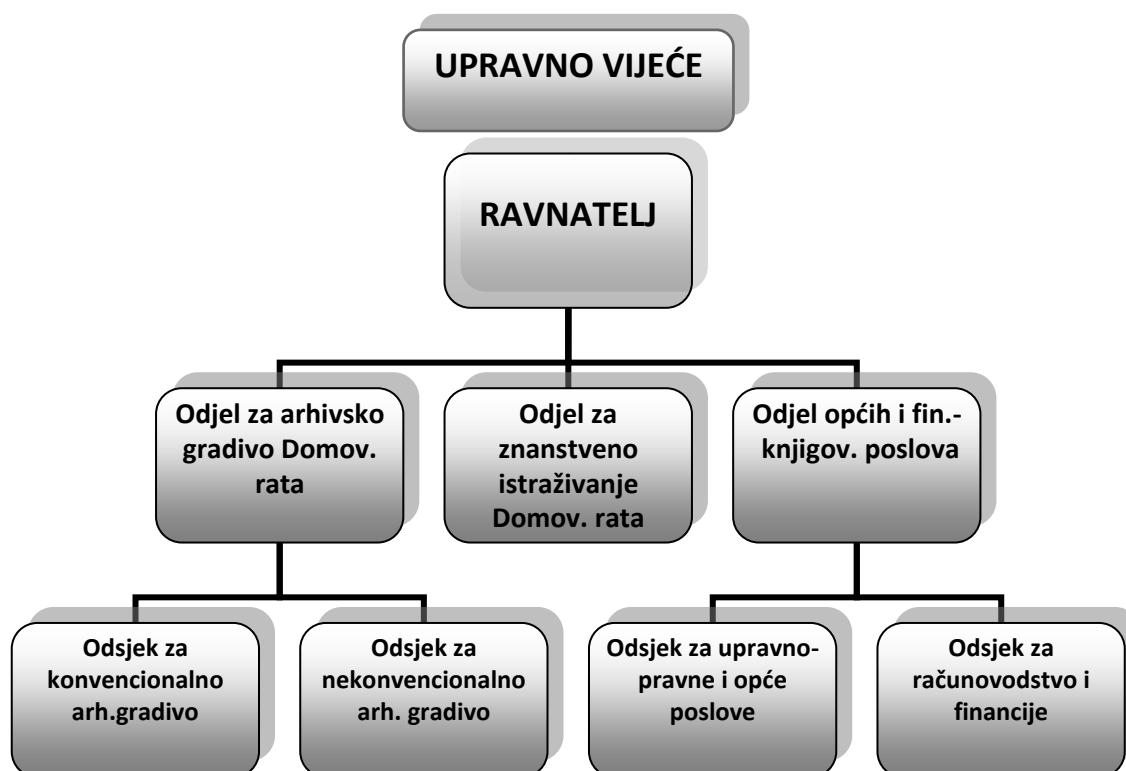 UPRAVNO VIJEĆE
RAVNATELJ
Odjel za arhivsko
gradivo Domov.
rata
Odjel za
znanstveno
istraživanje
Domov. rata
Odjel općih i fin.-
knjigov. poslova
Odsjek za
konvencionalno
arh.gradivo
Odsjek za
nekonvencionalno
arh. gradivo
Odsjek za upravno-
pravne i opće
poslove
Odsjek za
računovodstvo i
financije